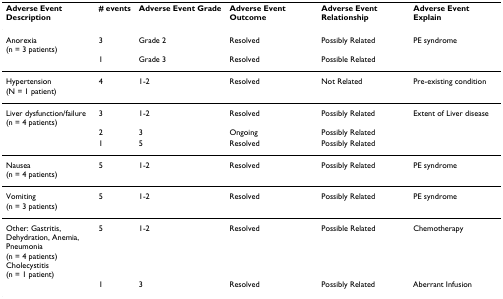 Adverse Event Description # events Adverse Event Grade Adverse Event Outcome Adverse Event Relationship Adverse Event Explain
Anorexia 3 Grade 2 Resolved Possibly Related PE syndrome
(n = 3 patients)
1 Grade 3 Resolved Possible Related
Hypertension 4 1-2 Resolved Not Related Pre-existing condition
(N = 1 patient)
Liver dysfunction/failure 3 1-2 Resolved Possibly Related Extent of Liver disease
(n = 4 patients)
2 3 Ongoing Possibly Related
1 5 Resolved Possibly Related
Nausea 5 1-2 Resolved Possibly Related PE syndrome
(n = 4 patients)
Vomiting 5 1-2 Resolved Possibly Related PE syndrome
(n = 3 patients)
Other: Gastritis, 5 1-2 Resolved Possible Related Chemotherapy
Dehydration, Anemia,
Pneumonia
(n = 4 patients)
Cholecystitis
(n = 1 patient)
1 3 Resolved Possibly Related Aberrant Infusion